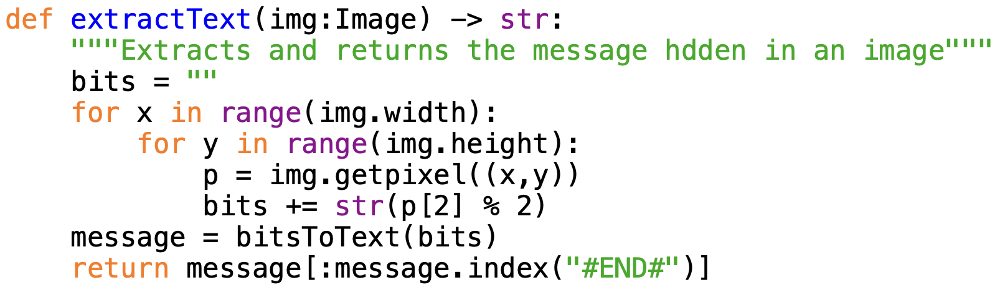 def extractText(img:Image) -> str:
    """Extracts and returns the message hdden in an image"""
    bits = ""
    for x in range(img.width):
        for y in range(img.height):
            p = img.getpixel((x,y))
            bits += str(p[2] % 2)
    message = bitsToText(bits)
    return message[:message.index("#END#")]